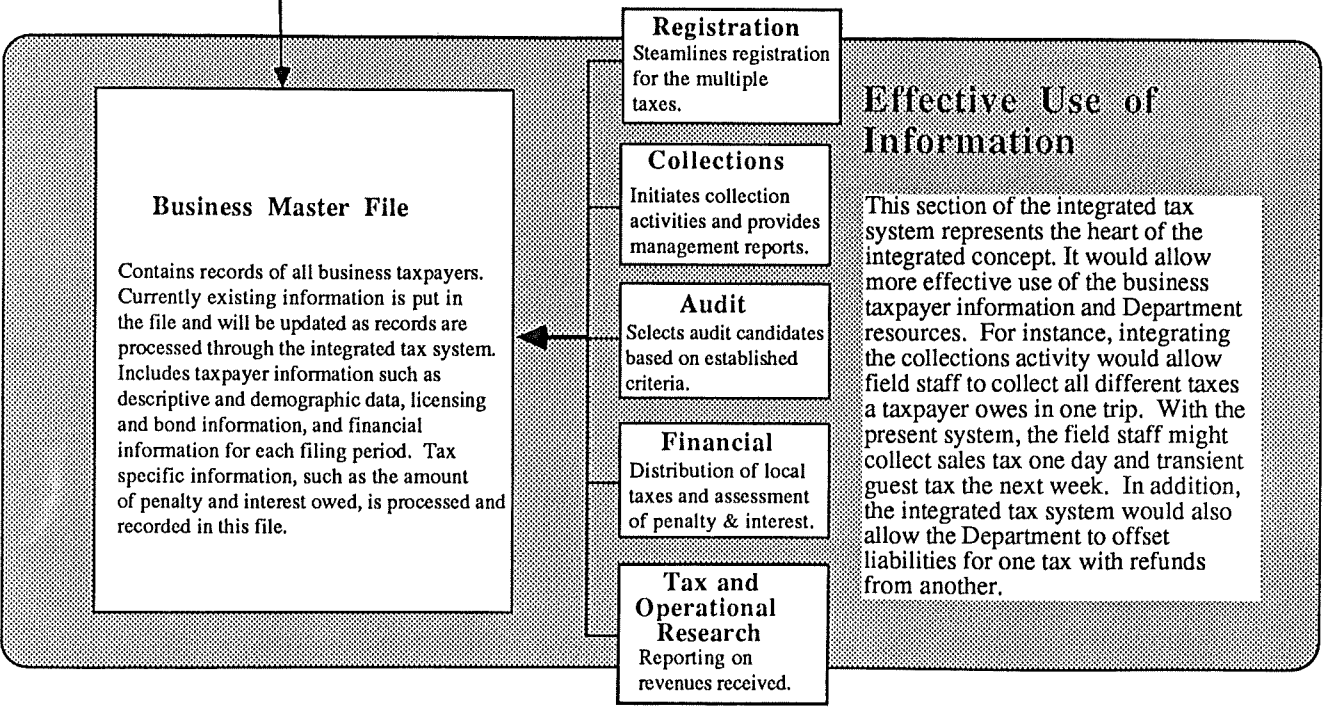 Business Master File
Contains records of all business taxpayers.
Currently existing information is put in
the file and will be updated as records are
processed through the integrated tax system.
Includes taxpayer information such as
descriptive and demographic data, licensing
and bond information, and financial
information for each filing period. Tax
specific information, such as the amount
of penalty and interest owed, is processed and
recorded in this file.
Registration
Steamlines registration
for the multiple
taxes.
Collections
Initiates collection
activities and provides
management reports.
Audit
Selects audit candidates
based on established
criteria.
Financial
Distribution of local
taxes and assessment
of penalty & interest.
Tax and
Operational
Research
Reporting on
revenues received.
Effective Use of
Information
This section of the integrated tax
system represents the heart of the
integrated concept. It would allow
more effective use of the business
taxpayer information and Department
resources. For instance, integrating
the collections activity would allow
field staff to collect all different taxes
a taxpayer owes in one trip. With the
present system, the field staff might
collect sales tax one day and transient
guest tax the next week. In addition,
the integrated tax system would also
allow the Department to offset
liabilities for one tax with refunds
from another.